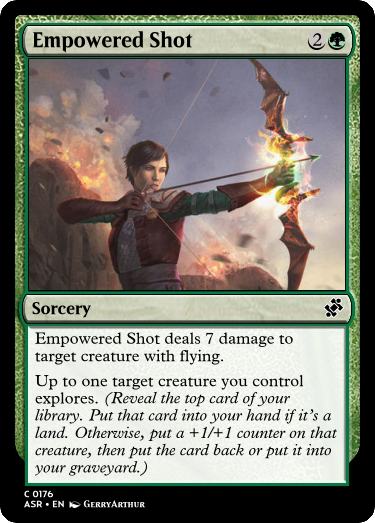 Empowered Shot 2
Sorcery
Empowered Shot deals 7 damage to
target creature with flying.
Up to one target creature you control
explores. (Reveal the top card of your
library. Put that card into your hand if it's a
land. Otherwise, put a +1/+1 counter on that
creature, then put the card back or put it into
your graveyard.)
C 0176
ASR • EN GerryArthur